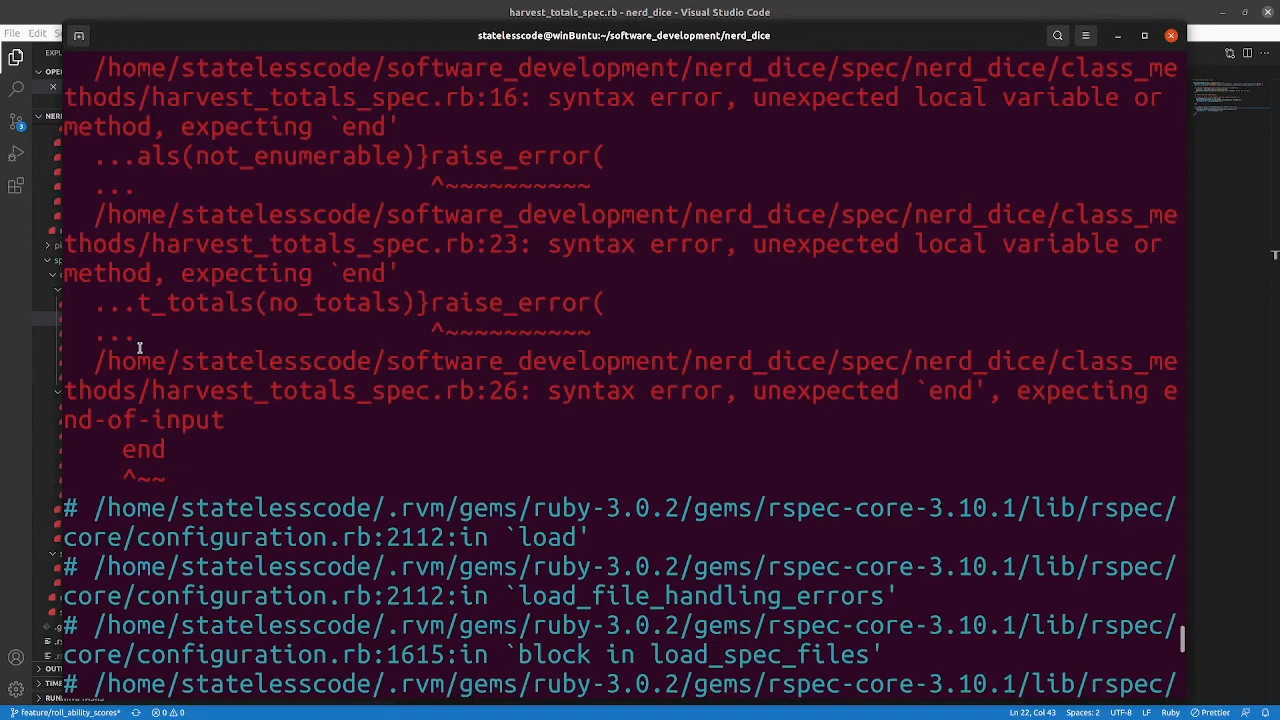 harvest_totals_spec.rb - nerd_dice - Visual Studio Code
File Edit
statelesscode@winBuntu:~/software_development/nerd_dice
/home/statelesscode/software_development/nerd_dice/spec/nerd_dice/class_me
thods/harvest_totals_spec.rb:16: syntax error, unexpected local variable or
method, expecting `end'
...als(not_enumerable)}raise_error(
... ^~~~~~~~~~~
/home/statelesscode/software_development/nerd_dice/spec/nerd_dice/class_me
thods/harvest_totals_spec.rb:23: syntax error, unexpected local variable or
method, expecting `end'
...t_totals(no_totals)}raise_error(
... ^~~~~~~~~~~
/home/statelesscode/software_development/nerd_dice/spec/nerd_dice/class_me
thods/harvest_totals_spec.rb:26: syntax error, unexpected `end', expecting e
nd-of-input
end
^~~
# /home/statelesscode/.rvm/gems/ruby-3.0.2/gems/rspec-core-3.10.1/lib/rspec/
core/configuration.rb:2112:in `load'
# /home/statelesscode/.rvm/gems/ruby-3.0.2/gems/rspec-core-3.10.1/lib/rspec/
core/configuration.rb:2112:in `load_file_handling_errors'
# /home/statelesscode/.rvm/gems/ruby-3.0.2/gems/rspec-core-3.10.1/lib/rspec/
core/configuration.rb:1615:in `block in load_spec_files'
# /home/statelesscode/.rvm/gems/ruby-3.0.2/gems/rspec-core-3.10.1/lib/rspec/
EXPL
OPE
NER
OUT
TIME
RUN
feature/roll_ability_scores* 0 0 Ln 22, Col 43 Spaces: 2 UTF-8 LF Ruby Prettier